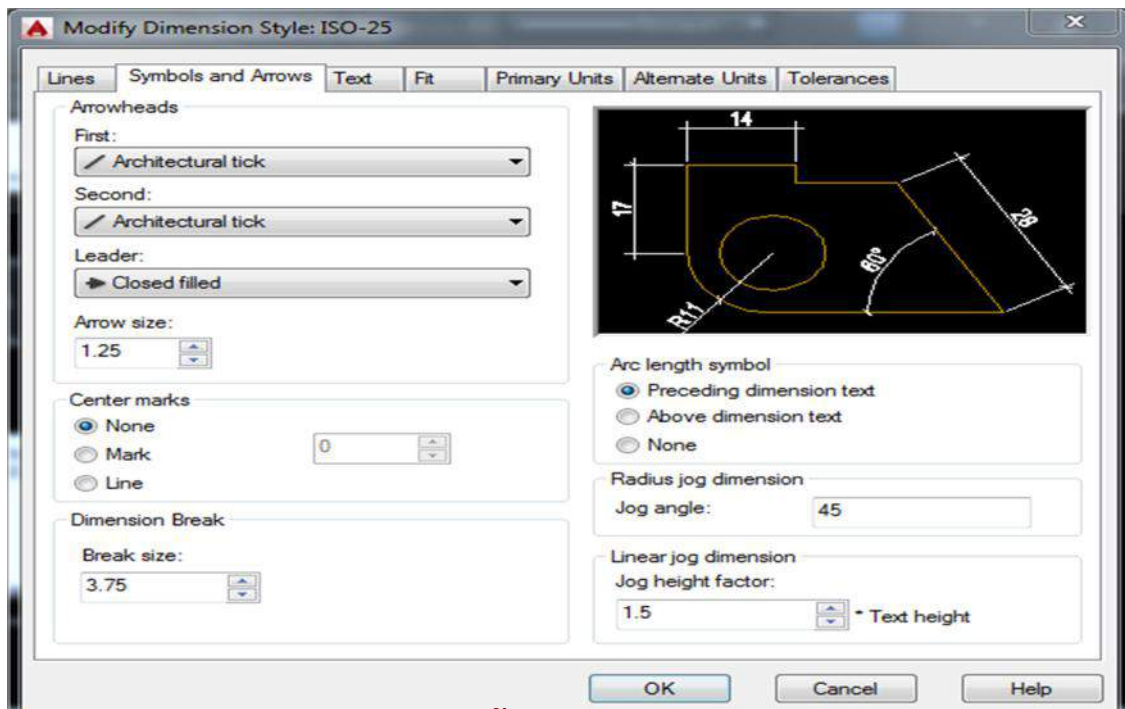 Modify Dimension Style: ISO-25
Lines
Symbols and Arrows
Text
Fit
Primary Units
Alternate Units
Tolerances
Arrowheads
First:
Architectural tick
Second:
Architectural tick
Leader:
Closed filled
Arrow size:
1.25
Center marks
None
Mark
0
Line
Dimension Break
Break size:
3.75
14
17
28
60°
R11
Arc length symbol
Preceding dimension text
Above dimension text
None
Radius jog dimension
Jog angle:
45
Linear jog dimension
Jog height factor:
1.5
* Text height
OK
Cancel
Help